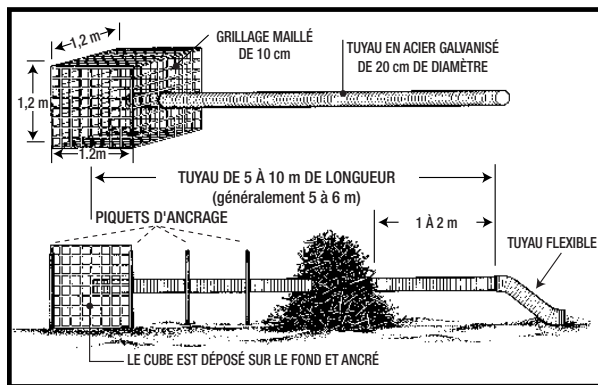 1,2 m
GRILLAGE MAILLÉ
DE 10 cm
TUYAU EN ACIER GALVANISÉ
DE 20 cm DE DIAMÈTRE
1,2 m
1.2m
TUYAU DE 5 À 10 m DE LONGUEUR
(généralement 5 à 6 m)
PIQUETS D'ANCRAGE
1 À 2 m
TUYAU FLEXIBLE
LE CUBE EST DÉPOSÉ SUR LE FOND ET ANCRÉ